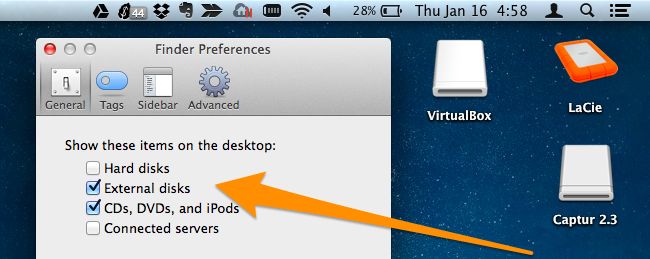 44
28%
Thu Jan 16 4:58
Finder Preferences
General
Tags
Sidebar
Advanced
Show these items on the desktop:
Hard disks
External disks
CDs, DVDs, and iPods
Connected servers
VirtualBox
LaCie
Captur 2.3